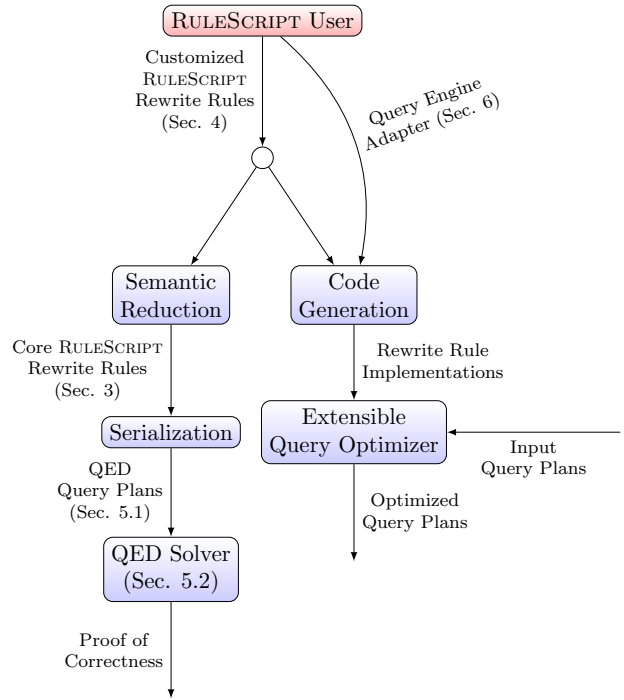 RULESCRIPT User
Customized
RULESCRIPT
Rewrite Rules
(Sec. 4)
Query Engine
Adapter (Sec. 6)
Semantic
Reduction
Code
Generation
Core RULESCRIPT
Rewrite Rules
(Sec. 3)
Rewrite Rule
Implementations
Serialization
Extensible
Query Optimizer
Input
Query Plans
QED
Query Plans
(Sec. 5.1)
Optimized
Query Plans
QED Solver
(Sec. 5.2)
Proof of
Correctness